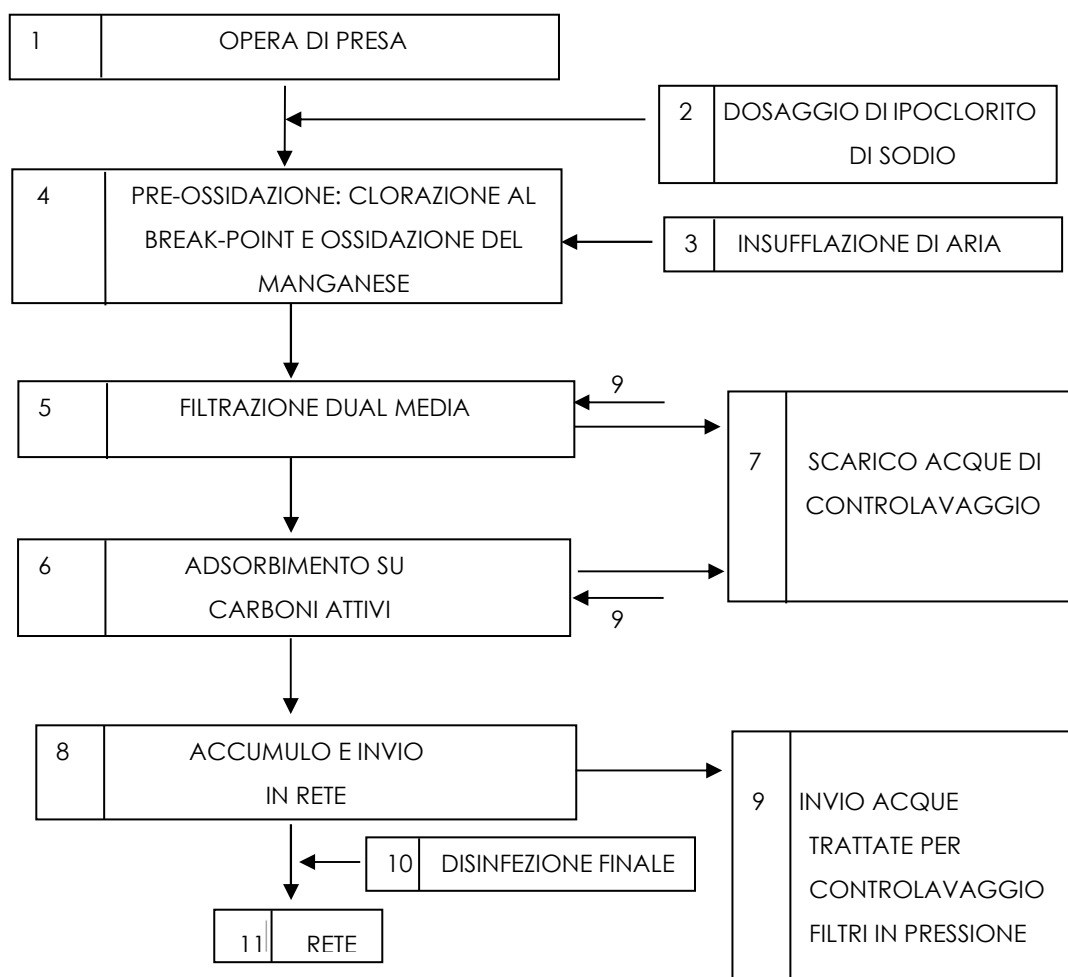 1 OPERA DI PRESA
2 DOSAGGIO DI IPOCLORITO
DI SODIO
4 PRE-OSSIDAZIONE: CLORAZIONE AL
BREAK-POINT E OSSIDAZIONE DEL
MANGANESE
3 INSUFFLAZIONE DI ARIA
9
5 FILTRAZIONE DUAL MEDIA
7 SCARICO ACQUE DI
CONTROLAVAGGIO
6 ADSORBIMENTO SU
CARBONI ATTIVI
9
8 ACCUMULO E INVIO
IN RETE
9 INVIO ACQUE
TRATTATE PER
CONTROLAVAGGIO
FILTRI IN PRESSIONE
10 DISINFEZIONE FINALE
11 RETE